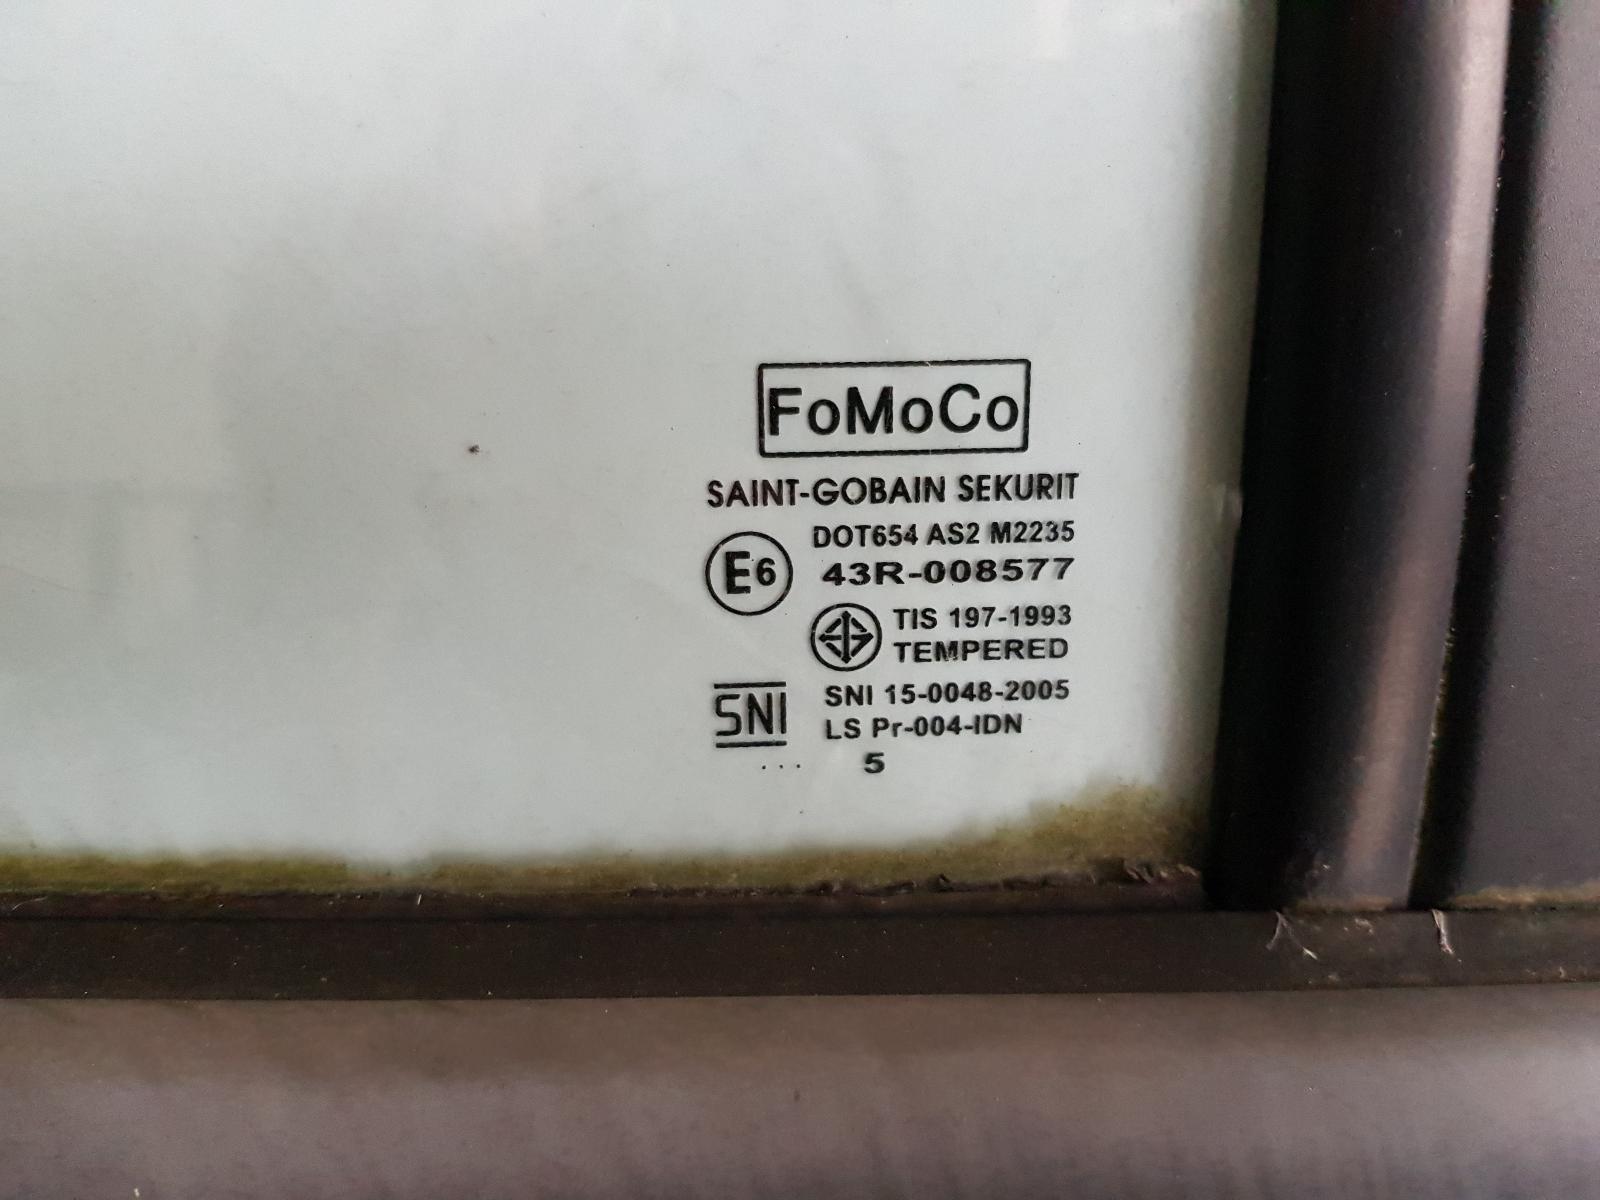 FoMoCo
SAINT-GOBAIN SEKURIT
DOT654 AS2 M2235
E6 43R-008577
TIS 197-1993
TEMPERED
SNI SNI 15-0048-2005
LS Pr-004-IDN
... 5